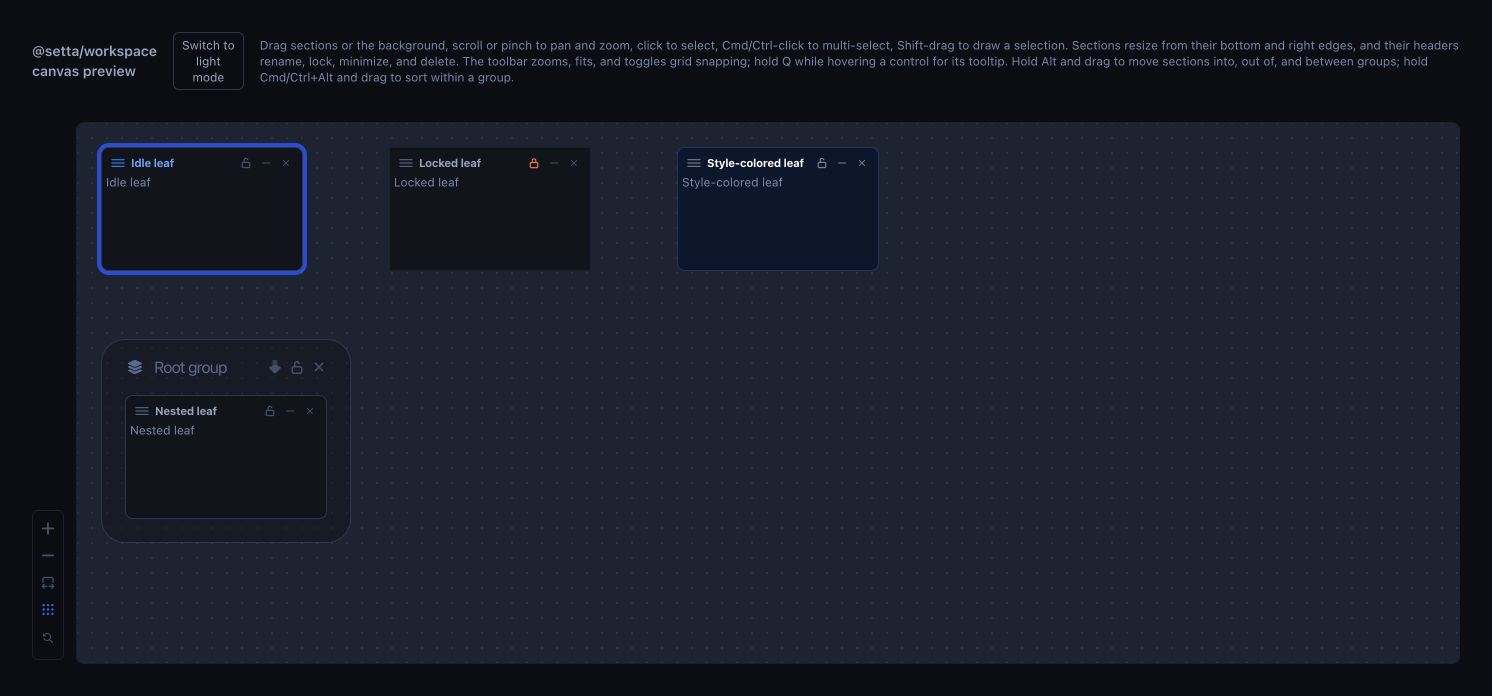 @setta/workspace
canvas preview
Switch to
light
mode
Drag sections or the background, scroll or pinch to pan and zoom, click to select, Cmd/Ctrl-click to multi-select, Shift-drag to draw a selection. Sections resize from their bottom and right edges, and their headers
rename, lock, minimize, and delete. The toolbar zooms, fits, and toggles grid snapping; hold Q while hovering a control for its tooltip. Hold Alt and drag to move sections into, out of, and between groups; hold
Cmd/Ctrl+Alt and drag to sort within a group.
Idle leaf
Idle leaf
Locked leaf
Locked leaf
Style-colored leaf
Style-colored leaf
Root group
Nested leaf
Nested leaf